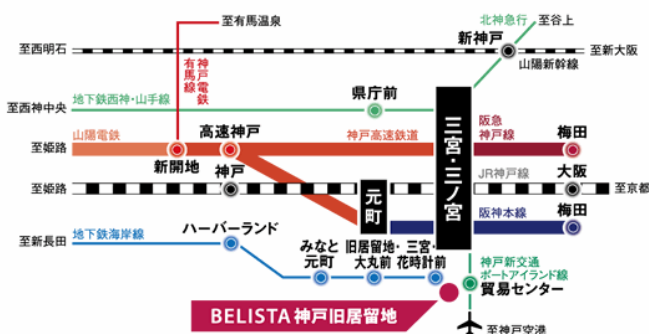 至有馬温泉
北神急行
至谷上
新神戸
至西明石
至新大阪
山陽新幹線
神戸電鉄
有馬線
地下鉄西神・山手線
県庁前
至西神中央
山陽電鉄
高速神戸
神戸高速鉄道
三宮・三ノ宮
阪急
神戸線
梅田
至姫路
新開地
神戸
JR神戸線
大阪
至姫路
至京都
元町
阪神本線
梅田
地下鉄海岸線
ハーバーランド
至新長田
みなと
元町
旧居留地・
大丸前
三宮・
花時計前
神戸新交通
ポートアイランド線
貿易センター
BELISTA 神戸旧居留地
至神戸空港